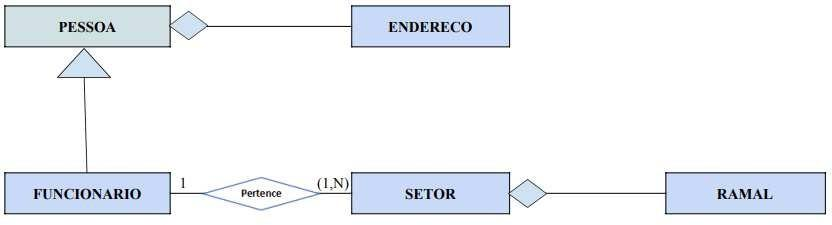 PESSOA
ENDERECO
FUNCIONARIO
1
Pertence
(1,N)
SETOR
RAMAL